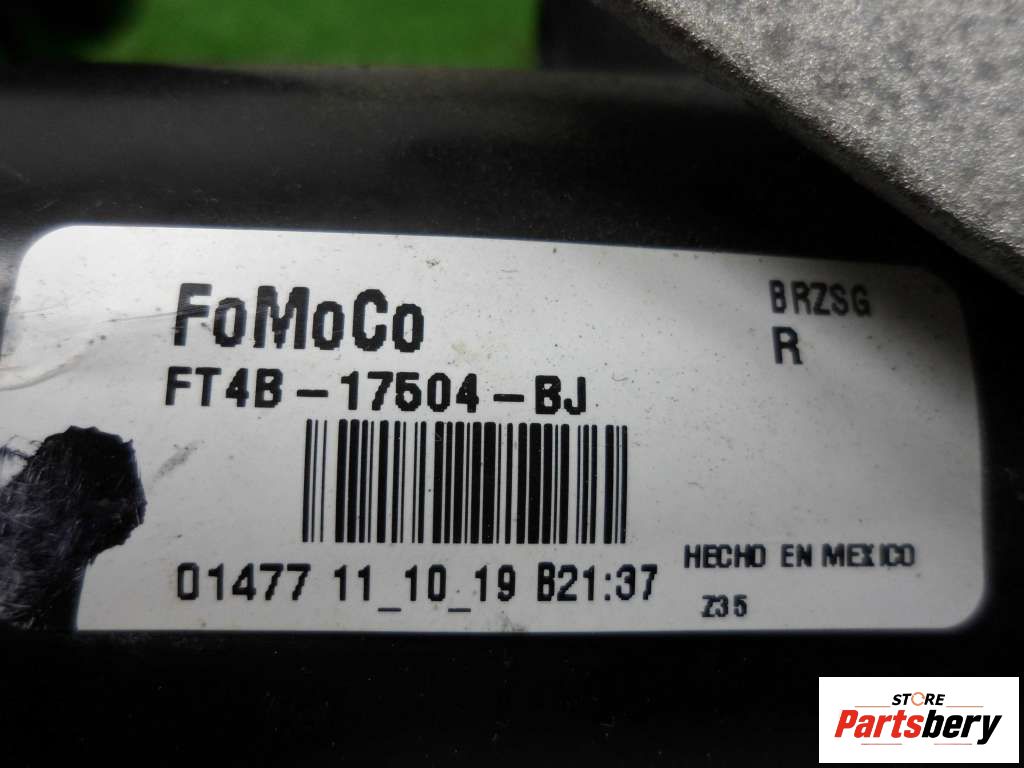 FoMoCo
BRZSG
R
FT4B-17504-BJ
01477 11_10_19 B21:37
HECHO EN MEXICO
Z35
STORE
Partsbery